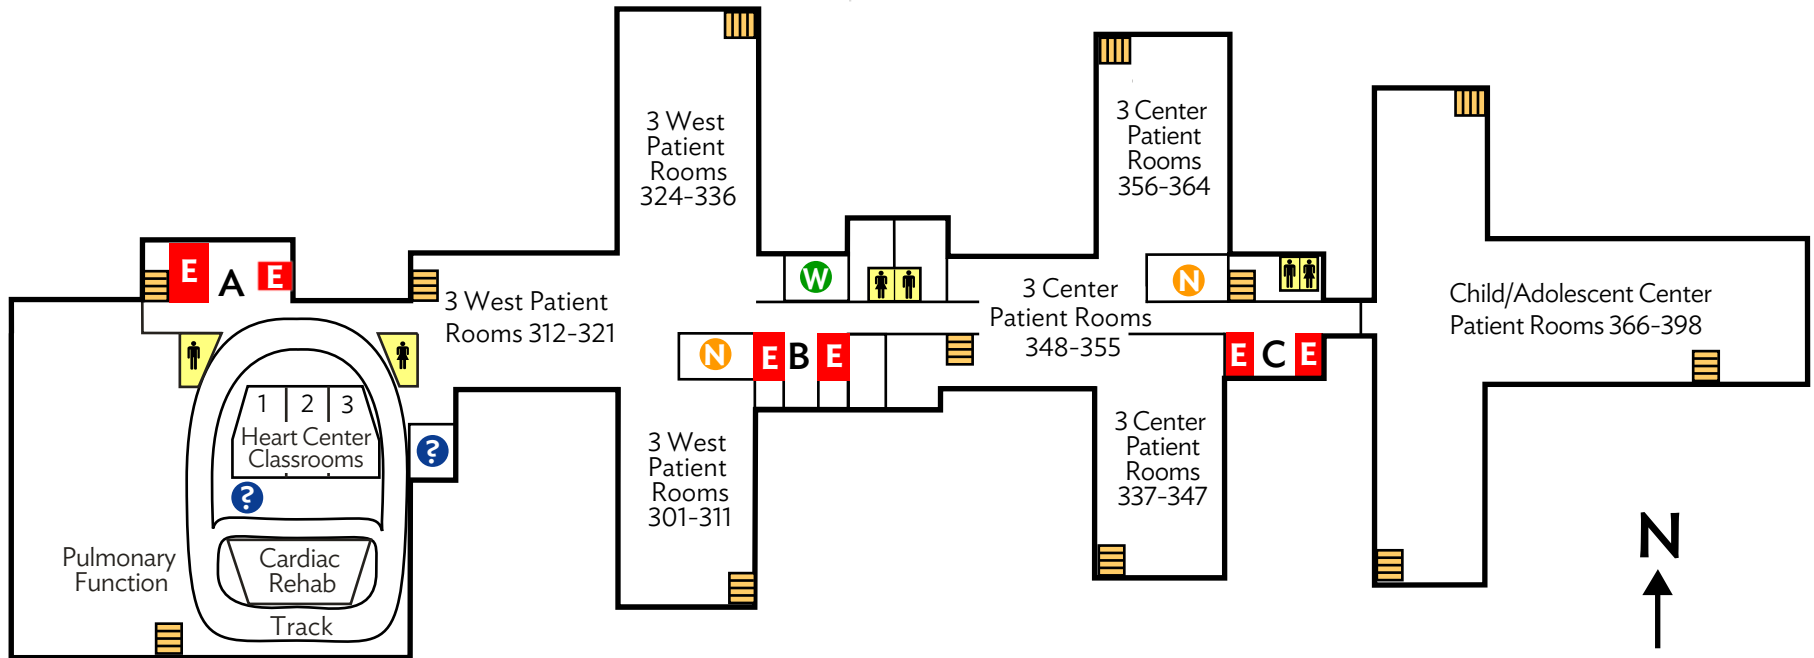 3 West
Patient
Rooms
324-336
3 Center
Patient
Rooms
356-364
E
A
E
W
N
3 West Patient
Rooms 312-321
3 Center
Patient Rooms
348-355
Child/Adolescent Center
Patient Rooms 366-398
N
E
B
E
E
C
E
1
2
3
Heart Center
Classrooms
?
?
3 West
Patient
Rooms
301-311
3 Center
Patient
Rooms
337-347
Pulmonary
Function
Cardiac
Rehab
Track
N